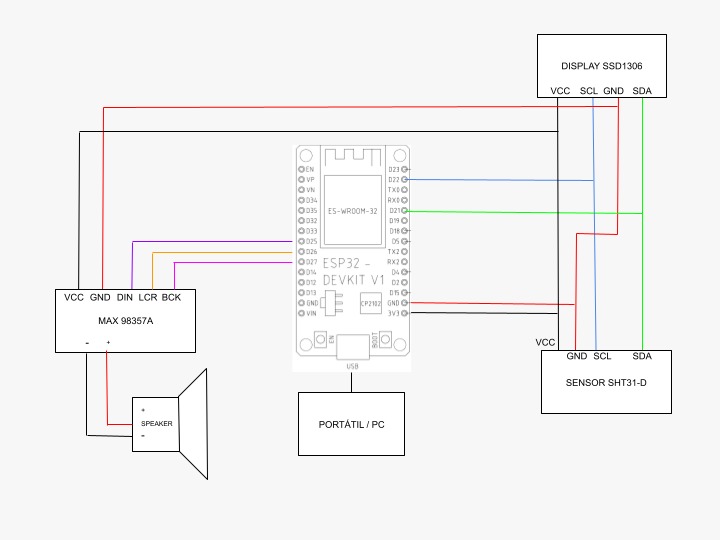 DISPLAY SSD1306
VCC SCL GND SDA
EN
VP
VN
D34
D35
D32
D33
D25
D26
D27
D14
D12
D13
GND
VIN
D23
D22
TX0
RX0
D21
D19
D18
D5
TX2
RX2
D4
D2
D15
GND
3V3
ES-WROOM-32
ESP32 -
DEVKIT V1
CP2102
EN
BOOT
USB
VCC GND DIN LCR BCK
MAX 98357A
- +
+
SPEAKER
-
PORTÁTIL / PC
VCC
GND SCL SDA
SENSOR SHT31-D